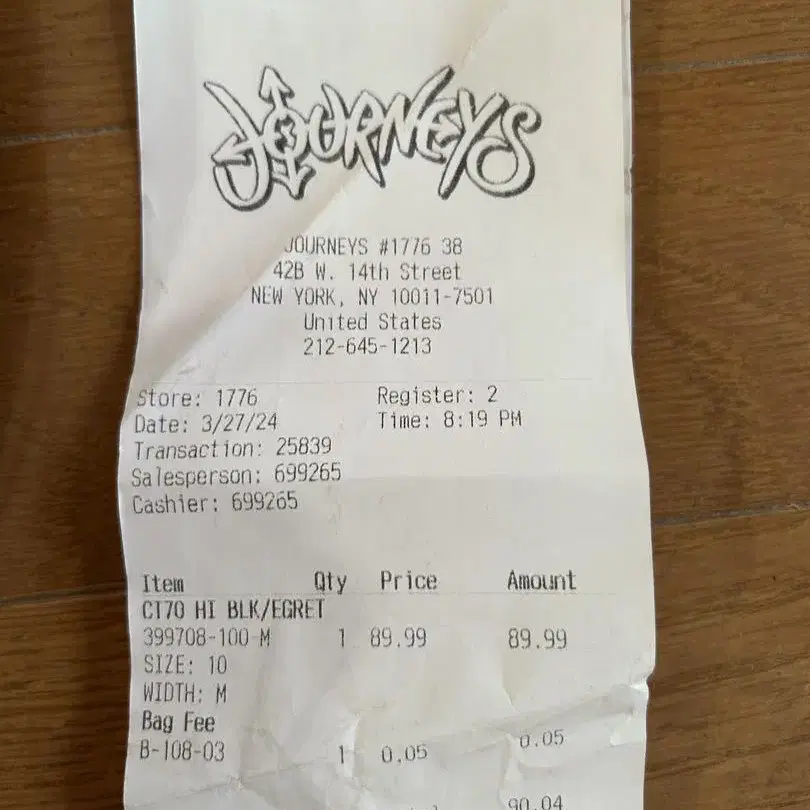 JOURNEYS
JOURNEYS #1776 38
42B W. 14th Street
NEW YORK, NY 10011-7501
United States
212-645-1213
Store: 1776 Register: 2
Date: 3/27/24 Time: 8:19 PM
Transaction: 25839
Salesperson: 699265
Cashier: 699265
Item Qty Price Amount
CT70 HI BLK/EGRET
399708-100-M 1 89.99 89.99
SIZE: 10
WIDTH: M
Bag Fee
B-108-03 1 0.05 0.05
90.04